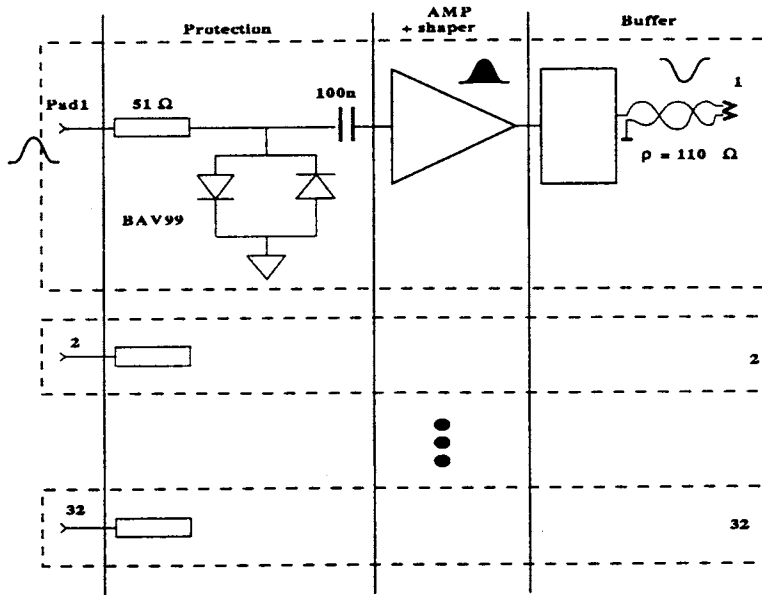 Protection
AMP
+ shaper
Buffer
Pad1
51 Ω
100n
1
BAV99
ρ = 110 Ω
2
2
32
32